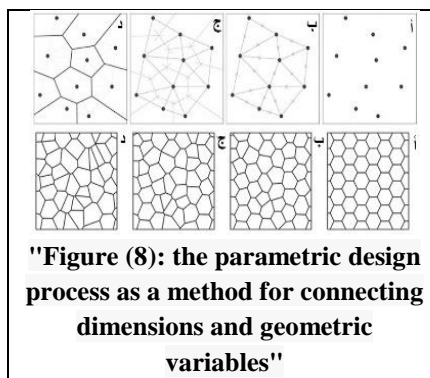 د
ج
ب
أ
د
ج
ب
أ
"Figure (8): the parametric design
process as a method for connecting
dimensions and geometric
variables"